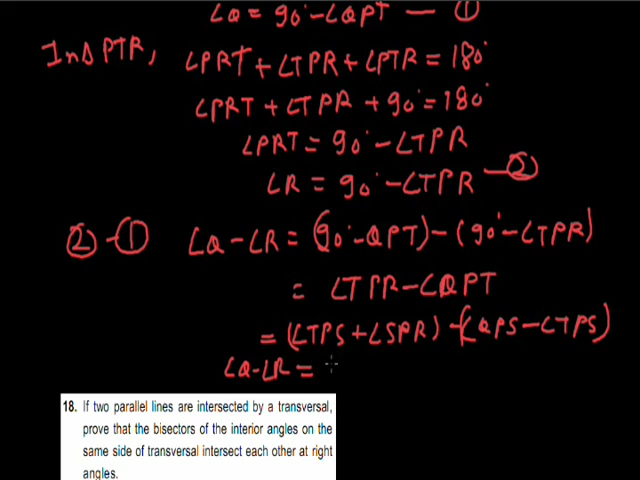 ∠Q = 90° - ∠QPT — ①
In Δ PTR, ∠PRT + ∠TPR + ∠PTR = 180°
∠PRT + ∠TPR + 90° = 180°
∠PRT = 90° - ∠TPR
∠R = 90° - ∠TPR — ②
② - ① ∠Q - ∠R = (90° - QPT) - (90° - ∠TPR)
= ∠TPR - ∠QPT
= (∠TPS + ∠SPR) - (QPS - ∠TPS)
∠Q - ∠R =
18. If two parallel lines are intersected by a transversal,
prove that the bisectors of the interior angles on the
same side of transversal intersect each other at right
angles.